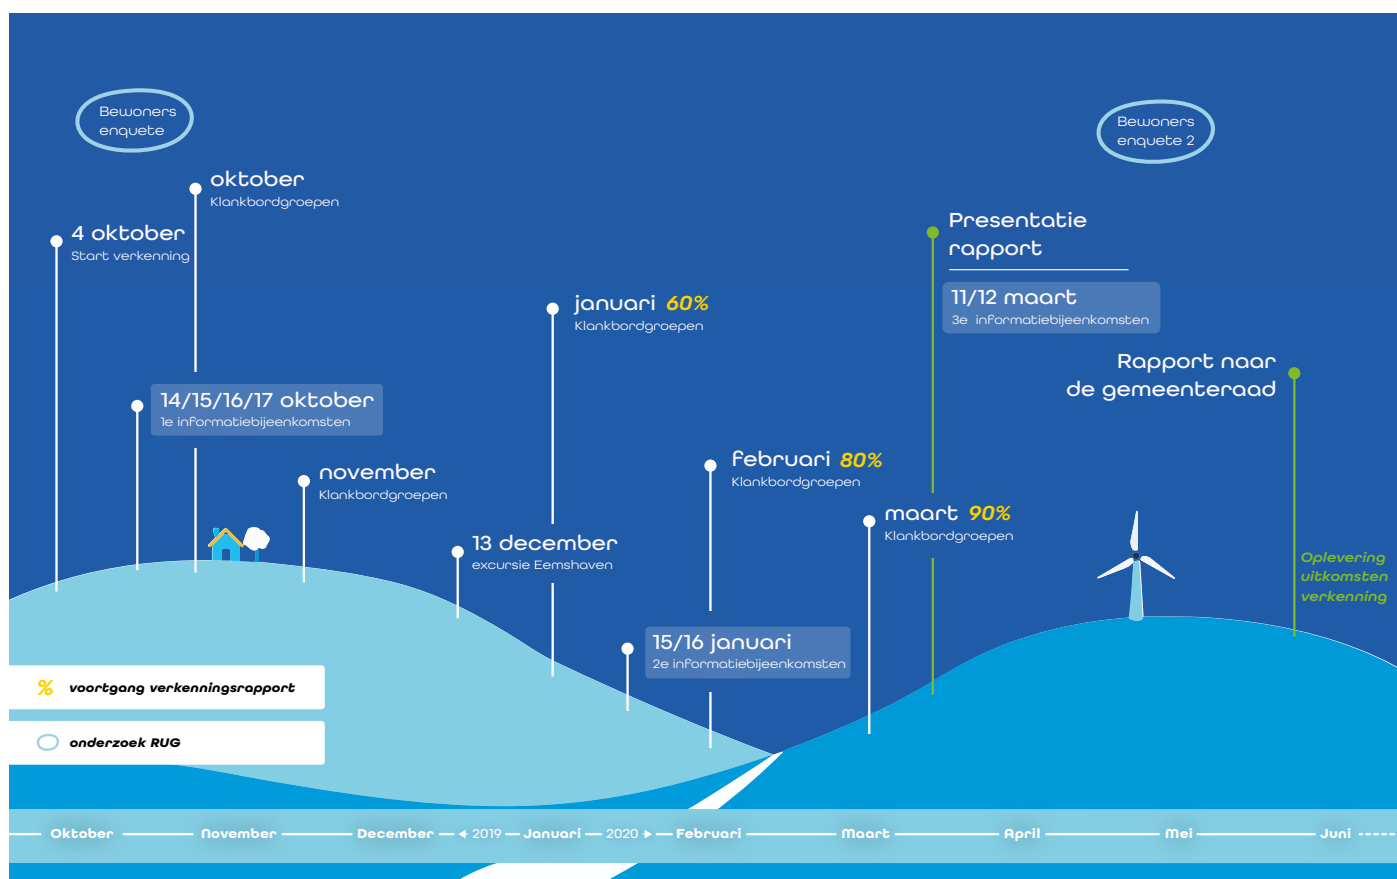 Bewoners
enquete
Bewoners
enquete 2
oktober
Klankbordgroepen
4 oktober
Start verkenning
Presentatie
rapport
11/12 maart
3e informatiebijeenkomsten
januari 60%
Klankbordgroepen
Rapport naar
de gemeenteraad
14/15/16/17 oktober
1e informatiebijeenkomsten
november
Klankbordgroepen
februari 80%
Klankbordgroepen
maart 90%
Klankbordgroepen
13 december
excursie Eemshaven
Oplevering
uitkomsten
verkenning
15/16 januari
2e informatiebijeenkomsten
% voortgang verkenningsrapport
onderzoek RUG
Oktober November December 2019 Januari 2020 Februari Maart April Mei Juni